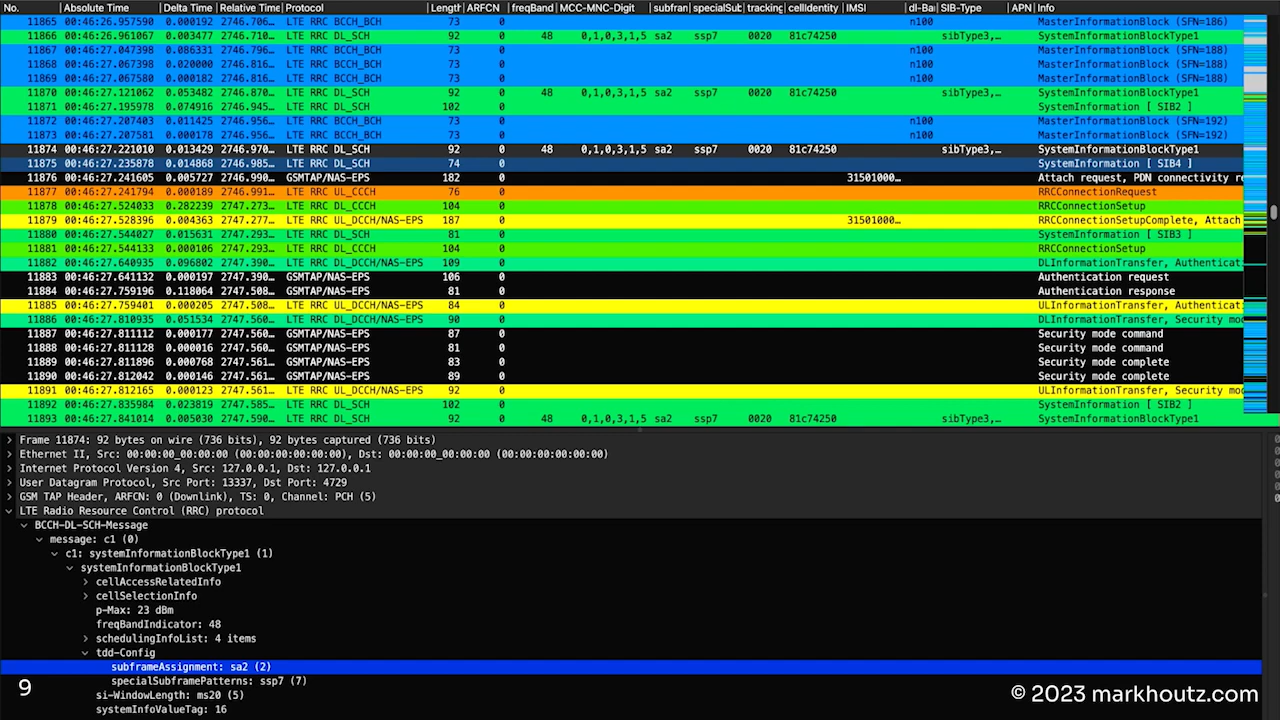 No. Absolute Time Delta Time Relative Time Protocol Length ARFCN freqBand MCC-MNC-Digit subfran specialSub tracking cellIdentity IMSI dl-Ba SIB-Type APN Info
11865 00:46:26.957590 0.000192 2746.706… LTE RRC BCCH_BCH 73 0 n100 MasterInformationBlock (SFN=186)
11866 00:46:26.961067 0.003477 2746.710… LTE RRC DL_SCH 92 0 48 0,1,0,3,1,5 sa2 ssp7 0020 81c74250 sibType3,… SystemInformationBlockType1
11867 00:46:27.047398 0.086331 2746.796… LTE RRC BCCH_BCH 73 0 n100 MasterInformationBlock (SFN=188)
11868 00:46:27.067398 0.020000 2746.816… LTE RRC BCCH_BCH 73 0 n100 MasterInformationBlock (SFN=188)
11869 00:46:27.067580 0.000182 2746.816… LTE RRC BCCH_BCH 73 0 n100 MasterInformationBlock (SFN=188)
11870 00:46:27.121062 0.053482 2746.870… LTE RRC DL_SCH 92 0 48 0,1,0,3,1,5 sa2 ssp7 0020 81c74250 sibType3,… SystemInformationBlockType1
11871 00:46:27.195978 0.074916 2746.945… LTE RRC DL_SCH 102 0 SystemInformation [ SIB2 ]
11872 00:46:27.207403 0.011425 2746.956… LTE RRC BCCH_BCH 73 0 n100 MasterInformationBlock (SFN=192)
11873 00:46:27.207581 0.000178 2746.956… LTE RRC BCCH_BCH 73 0 n100 MasterInformationBlock (SFN=192)
11874 00:46:27.221010 0.013429 2746.970… LTE RRC DL_SCH 92 0 48 0,1,0,3,1,5 sa2 ssp7 0020 81c74250 sibType3,… SystemInformationBlockType1
11875 00:46:27.235878 0.014868 2746.985… LTE RRC DL_SCH 74 0 SystemInformation [ SIB4 ]
11876 00:46:27.241605 0.005727 2746.990… GSMTAP/NAS-EPS 182 0 31501000… Attach request, PDN connectivity re
11877 00:46:27.241794 0.000189 2746.991… LTE RRC UL_CCCH 76 0 RRCConnectionRequest
11878 00:46:27.524033 0.282239 2747.273… LTE RRC DL_CCCH 104 0 RRCConnectionSetup
11879 00:46:27.528396 0.004363 2747.277… LTE RRC UL_DCCH/NAS-EPS 187 0 31501000… RRCConnectionSetupComplete, Attach
11880 00:46:27.544027 0.015631 2747.293… LTE RRC DL_SCH 81 0 SystemInformation [ SIB3 ]
11881 00:46:27.544133 0.000106 2747.293… LTE RRC DL_CCCH 104 0 RRCConnectionSetup
11882 00:46:27.640935 0.096802 2747.390… LTE RRC DL_DCCH/NAS-EPS 109 0 DLInformationTransfer, Authenticati
11883 00:46:27.641132 0.000197 2747.390… GSMTAP/NAS-EPS 106 0 Authentication request
11884 00:46:27.759196 0.118064 2747.508… GSMTAP/NAS-EPS 81 0 Authentication response
11885 00:46:27.759401 0.000205 2747.508… LTE RRC UL_DCCH/NAS-EPS 84 0 ULInformationTransfer, Authenticati
11886 00:46:27.810935 0.051534 2747.560… LTE RRC DL_DCCH/NAS-EPS 90 0 DLInformationTransfer, Security mod
11887 00:46:27.811112 0.000177 2747.560… GSMTAP/NAS-EPS 87 0 Security mode command
11888 00:46:27.811128 0.000016 2747.560… GSMTAP/NAS-EPS 81 0 Security mode command
11889 00:46:27.811896 0.000768 2747.561… GSMTAP/NAS-EPS 83 0 Security mode complete
11890 00:46:27.812042 0.000146 2747.561… GSMTAP/NAS-EPS 89 0 Security mode complete
11891 00:46:27.812165 0.000123 2747.561… LTE RRC UL_DCCH/NAS-EPS 92 0 ULInformationTransfer, Security mod
11892 00:46:27.835984 0.023819 2747.585… LTE RRC DL_SCH 102 0 SystemInformation [ SIB2 ]
11893 00:46:27.841014 0.005030 2747.590… LTE RRC DL_SCH 92 0 48 0,1,0,3,1,5 sa2 ssp7 0020 81c74250 sibType3,… SystemInformationBlockType1
Frame 11874: 92 bytes on wire (736 bits), 92 bytes captured (736 bits)
Ethernet II, Src: 00:00:00_00:00:00 (00:00:00:00:00:00), Dst: 00:00:00_00:00:00 (00:00:00:00:00:00)
Internet Protocol Version 4, Src: 127.0.0.1, Dst: 127.0.0.1
User Datagram Protocol, Src Port: 13337, Dst Port: 4729
GSM TAP Header, ARFCN: 0 (Downlink), TS: 0, Channel: PCH (5)
LTE Radio Resource Control (RRC) protocol
BCCH-DL-SCH-Message
message: c1 (0)
c1: systemInformationBlockType1 (1)
systemInformationBlockType1
cellAccessRelatedInfo
cellSelectionInfo
p-Max: 23 dBm
freqBandIndicator: 48
schedulingInfoList: 4 items
tdd-Config
subframeAssignment: sa2 (2)
specialSubframePatterns: ssp7 (7)
si-WindowLength: ms20 (5)
systemInfoValueTag: 16
9
© 2023 markhoutz.com